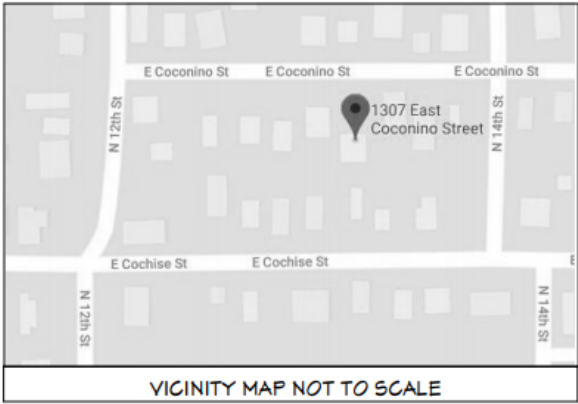 E Coconino St
E Coconino St
E Coconino St
1307 East
Coconino Street
N 12th St
N 14th St
E Cochise St
E Cochise St
E
N 12th St
N 14th St
VICINITY MAP NOT TO SCALE